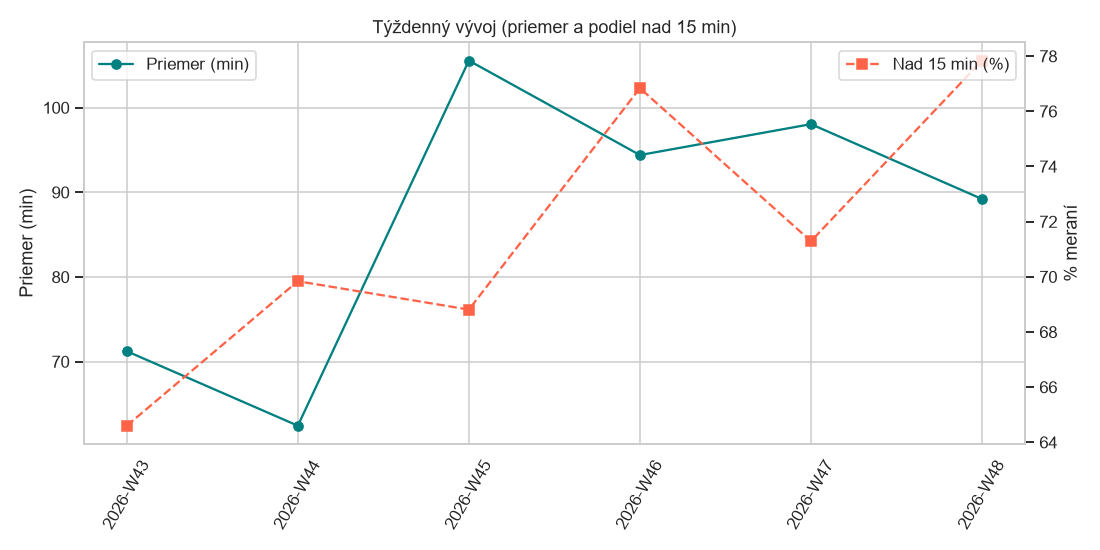 Týždenný vývoj (priemer a podiel nad 15 min)
Priemer (min)
Nad 15 min (%)
Priemer (min)
100
90
80
70
% meraní
78
76
74
72
70
68
66
64
2026-W43
2026-W44
2026-W45
2026-W46
2026-W47
2026-W48